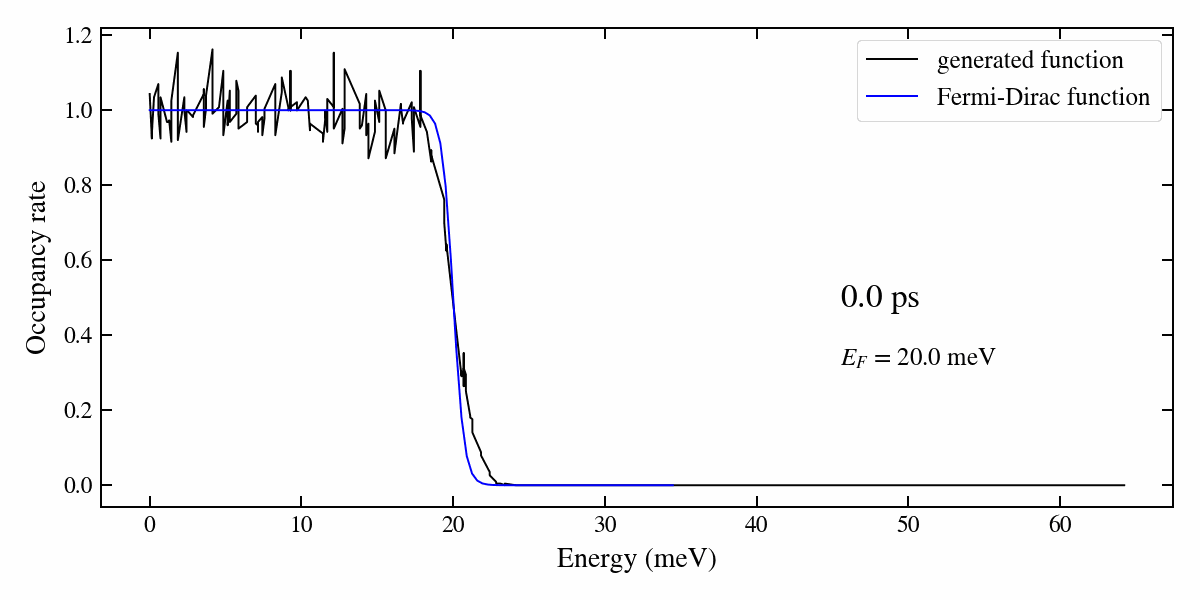 generated function
Fermi-Dirac function
1.2
1.0
0.8
0.6
0.4
0.2
0.0
Occupancy rate
0.0 ps
E_F = 20.0 meV
0 10 20 30 40 50 60
Energy (meV)